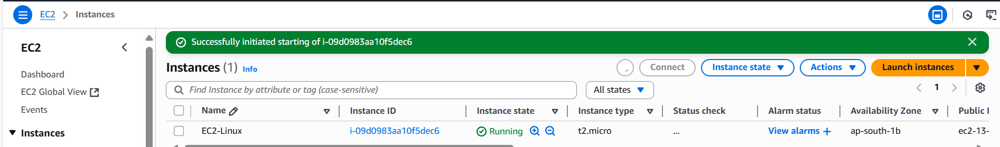 EC2 > Instances
EC2
Dashboard
EC2 Global View
Events
Instances
Successfully initiated starting of i-09d0983aa10f5dec6
Instances (1) Info
Connect
Instance state
Actions
Launch instances
Find Instance by attribute or tag (case-sensitive)
All states
1
Name Instance ID Instance state Instance type Status check Alarm status Availability Zone Public
EC2-Linux i-09d0983aa10f5dec6 Running t2.micro ... View alarms + ap-south-1b ec2-13-